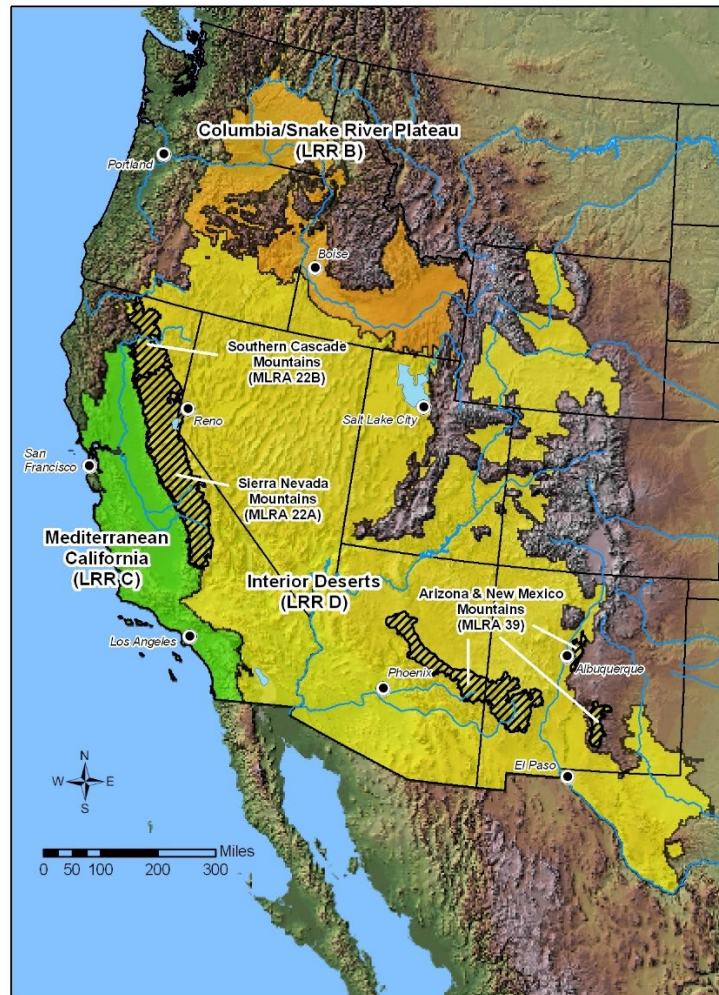 Columbia/Snake River Plateau
(LRR B)
Portland
Boise
Southern Cascade
Mountains
(MLRA 22B)
Reno
Salt Lake City
San
Francisco
Sierra Nevada
Mountains
(MLRA 22A)
Mediterranean
California
(LRR C)
Interior Deserts
(LRR D)
Arizona & New Mexico
Mountains
(MLRA 39)
Los Angeles
Phoenix
Albuquerque
El Paso
N
W E
S
Miles
0 50 100 200 300